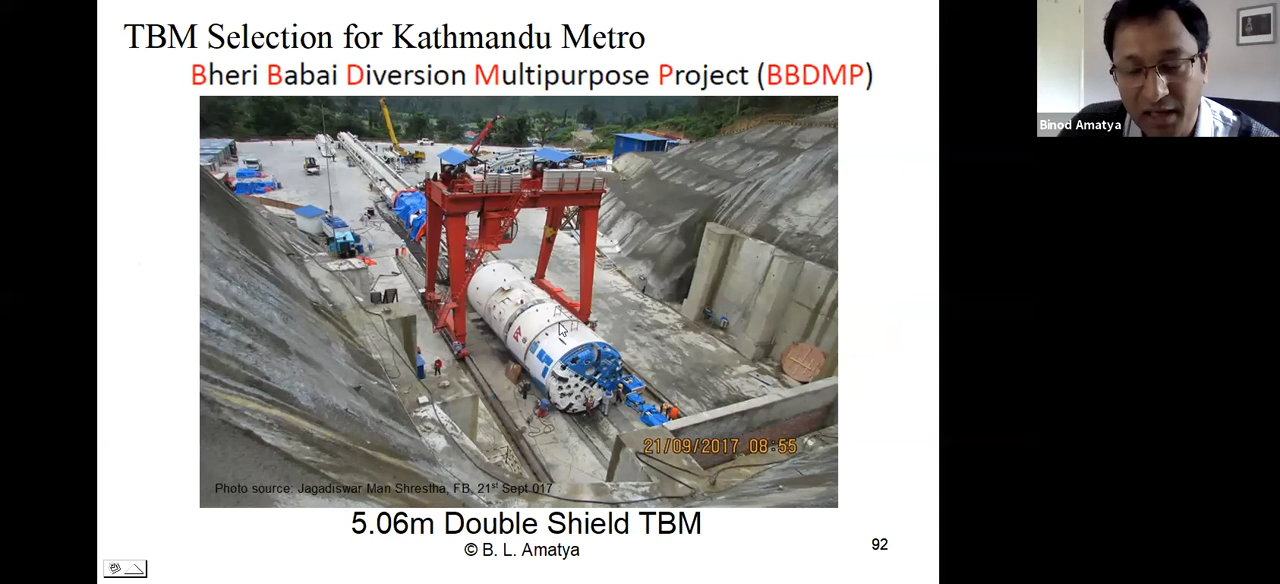 TBM Selection for Kathmandu Metro
Bheri Babai Diversion Multipurpose Project (BBDMP)
Binod Amatya
21/09/2017 08:55
Photo source: Jagadiswar Man Shrestha, FB, 21st Sept 017
5.06m Double Shield TBM
© B. L. Amatya
92